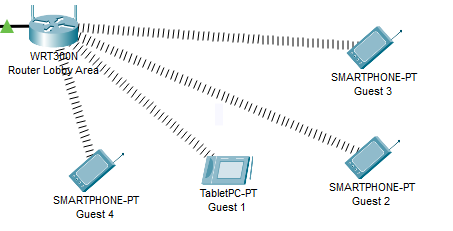 WRT300N
Router Lobby Area
SMARTPHONE-PT
Guest 3
SMARTPHONE-PT
Guest 2
TabletPC-PT
Guest 1
SMARTPHONE-PT
Guest 4